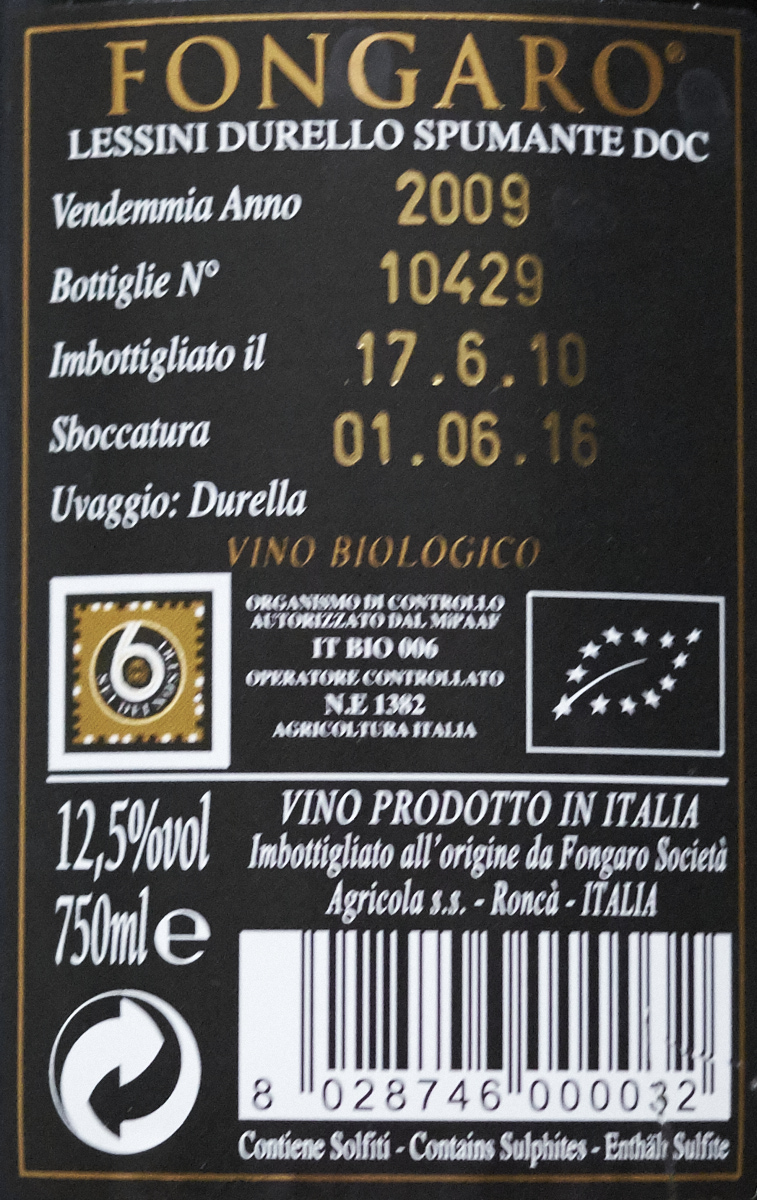 FONGARO®
LESSINI DURELLO SPUMANTE DOC
Vendemmia Anno 2009
Bottiglie N° 10429
Imbottigliato il 17.6.10
Sboccatura 01.06.16
Uvaggio: Durella
VINO BIOLOGICO
6
ORGANISMO DI CONTROLLO
AUTORIZZATO DAL MiPAAF
IT BIO 006
OPERATORE CONTROLLATO
N.E 1382
AGRICOLTURA ITALIA
12,5%vol
750ml e
VINO PRODOTTO IN ITALIA
Imbottigliato all'origine da Fongaro Società
Agricola s.s. - Roncà - ITALIA
8 028746 000032
Contiene Solfiti - Contains Sulphites - Enthält Sulfite